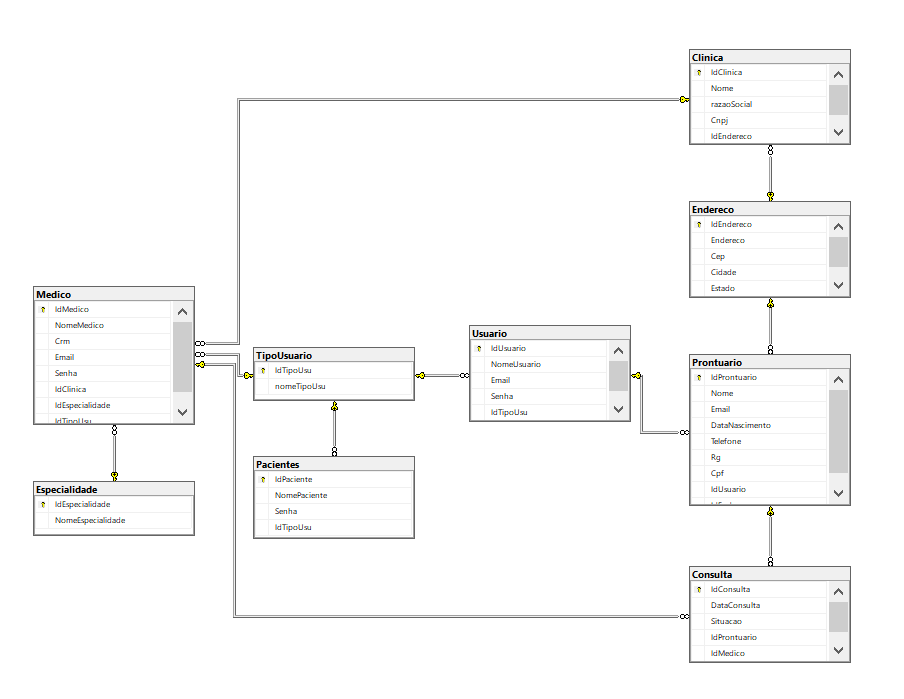 Clinica
IdClinica
Nome
razaoSocial
Cnpj
IdEndereco
Endereco
IdEndereco
Endereco
Cep
Cidade
Estado
Medico
IdMedico
NomeMedico
Crm
Email
Senha
IdClinica
IdEspecialidade
IdTipoUsu
TipoUsuario
IdTipoUsu
nomeTipoUsu
Usuario
IdUsuario
NomeUsuario
Email
Senha
IdTipoUsu
Prontuario
IdProntuario
Nome
Email
DataNascimento
Telefone
Rg
Cpf
IdUsuario
Pacientes
IdPaciente
NomePaciente
Senha
IdTipoUsu
Especialidade
IdEspecialidade
NomeEspecialidade
Consulta
IdConsulta
DataConsulta
Situacao
IdProntuario
IdMedico